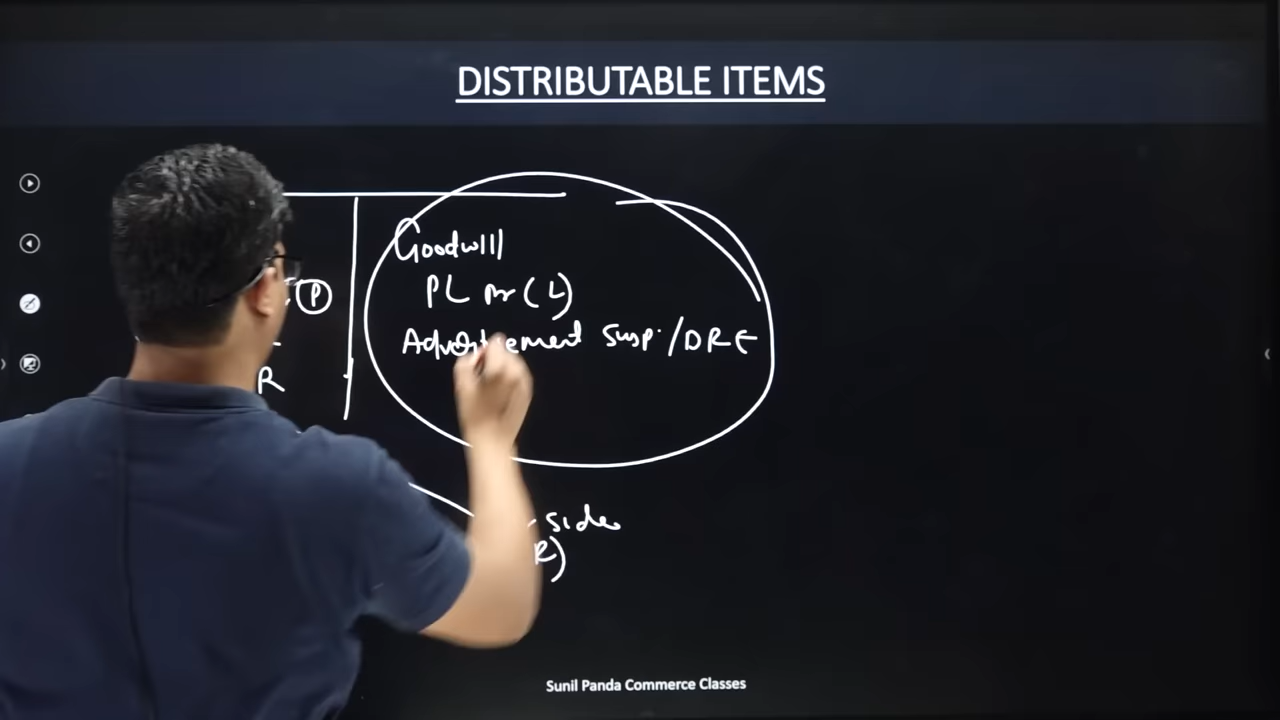 DISTRIBUTABLE ITEMS
Goodwill
P
PL
(L)
Advertisement Susp./DRE
R
side
R)
Sunil Panda Commerce Classes